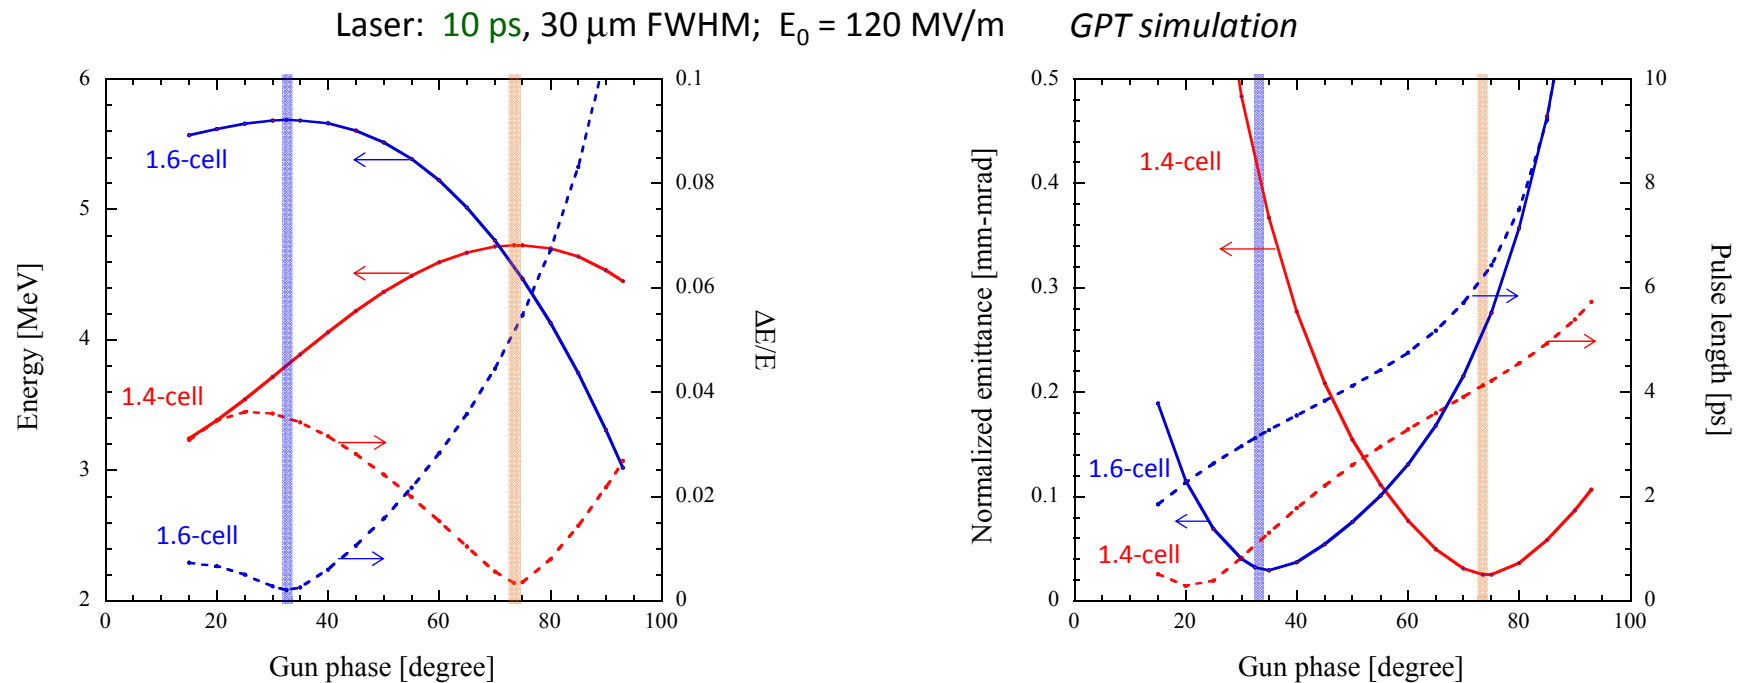 Laser: 10 ps, 30 μm FWHM; E0 = 120 MV/m GPT simulation
6
5
4
3
2
Energy [MeV]
0.1
0.08
0.06
0.04
0.02
0
ΔE/E
0 20 40 60 80 100
Gun phase [degree]
1.6-cell
1.4-cell
1.6-cell
0.5
0.4
0.3
0.2
0.1
0
Normalized emittance [mm-mrad]
10
8
6
4
2
0
Pulse length [ps]
0 20 40 60 80 100
Gun phase [degree]
1.4-cell
1.6-cell
1.4-cell